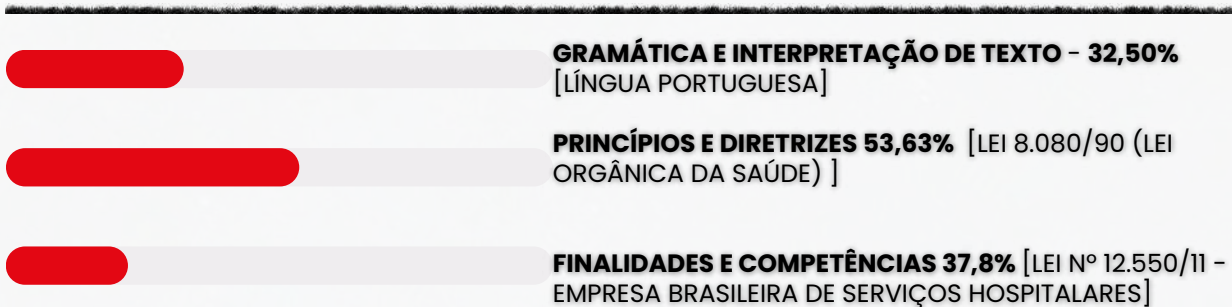 GRAMÁTICA E INTERPRETAÇÃO DE TEXTO - 32,50%
[LÍNGUA PORTUGUESA]
PRINCÍPIOS E DIRETRIZES 53,63% [LEI 8.080/90 (LEI
ORGÂNICA DA SAÚDE) ]
FINALIDADES E COMPETÊNCIAS 37,8% [LEI Nº 12.550/11 -
EMPRESA BRASILEIRA DE SERVIÇOS HOSPITALARES]